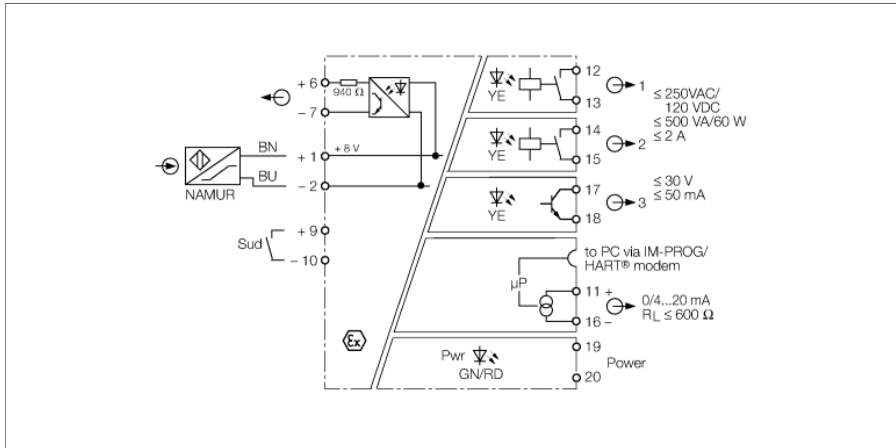 + 6
940 Ω
- 7
BN
+ 1
+ 8 V
BU
- 2
NAMUR
+ 9
Sud
- 10
Ex
YE
12
13
1
≤ 250VAC/
120 VDC
≤ 500 VA/60 W
≤ 2 A
YE
14
15
2
YE
17
18
3
≤ 30 V
≤ 50 mA
to PC via IM-PROG/
HART® modem
µP
11 +
16 −
0/4...20 mA
RL ≤ 600 Ω
Pwr
GN/RD
19
20
Power